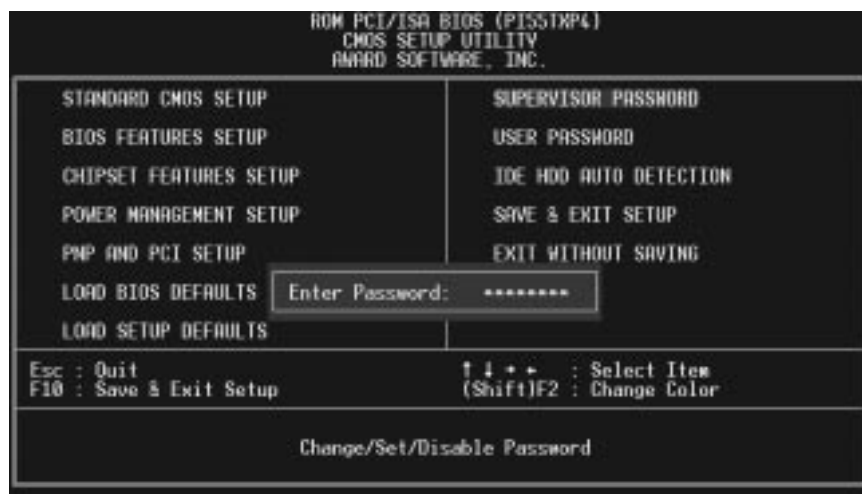 ROM PCI/ISA BIOS (PI55TXP4)
CMOS SETUP UTILITY
AWARD SOFTWARE, INC.
STANDARD CMOS SETUP
BIOS FEATURES SETUP
CHIPSET FEATURES SETUP
POWER MANAGEMENT SETUP
PNP AND PCI SETUP
LOAD BIOS DEFAULTS
LOAD SETUP DEFAULTS
SUPERVISOR PASSWORD
USER PASSWORD
IDE HDD AUTO DETECTION
SAVE & EXIT SETUP
EXIT WITHOUT SAVING
Enter Password: ********
Esc : Quit
F10 : Save & Exit Setup
↑ ↓ → ← : Select Item
(Shift)F2 : Change Color
Change/Set/Disable Password